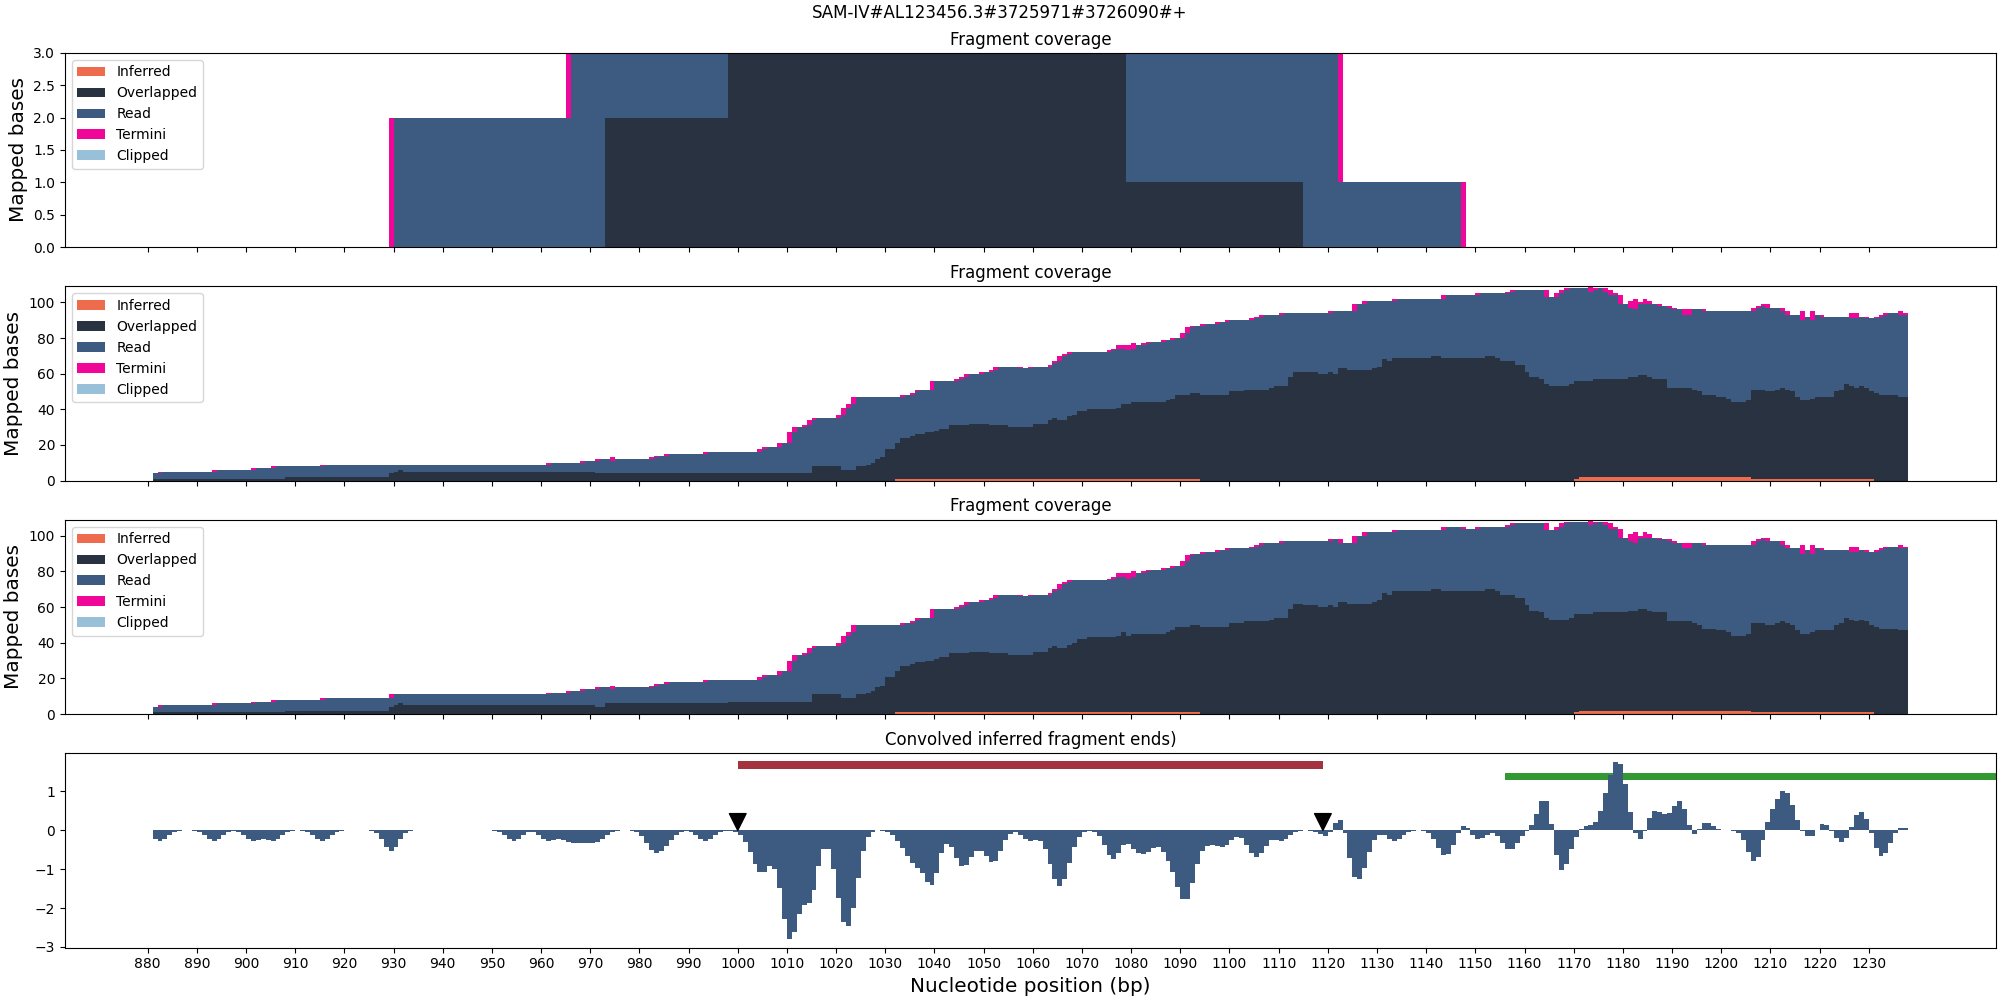 SAM-IV#AL123456.3#3725971#3726090#+
Fragment coverage
Mapped bases
3.0
2.5
2.0
1.5
1.0
0.5
0.0
Inferred
Overlapped
Read
Termini
Clipped
Fragment coverage
Mapped bases
100
80
60
40
20
0
Inferred
Overlapped
Read
Termini
Clipped
Fragment coverage
Mapped bases
100
80
60
40
20
0
Inferred
Overlapped
Read
Termini
Clipped
Convolved inferred fragment ends)
1
0
−1
−2
−3
880 890 900 910 920 930 940 950 960 970 980 990 1000 1010 1020 1030 1040 1050 1060 1070 1080 1090 1100 1110 1120 1130 1140 1150 1160 1170 1180 1190 1200 1210 1220 1230
Nucleotide position (bp)